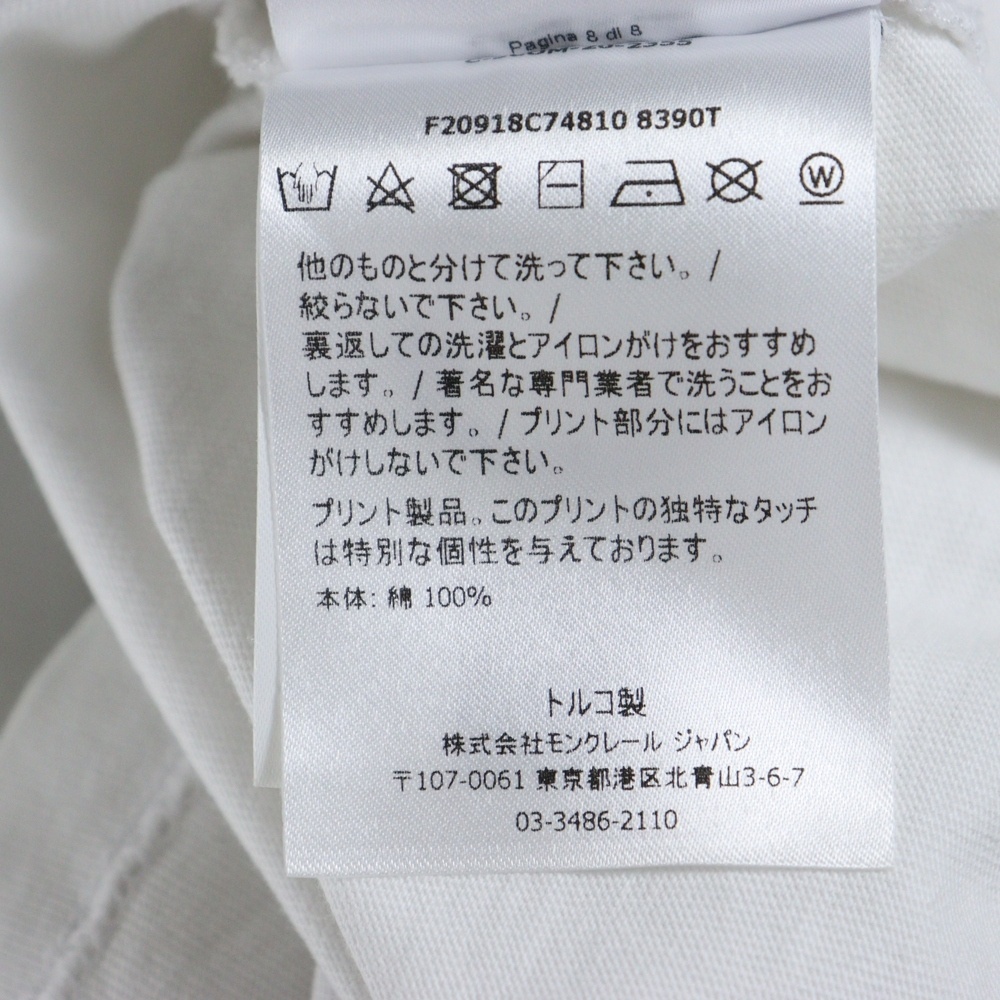 Pagina 8 di 8
F20918C74810 8390T
W
他のものと分けて洗って下さい。/
絞らないで下さい。/
裏返しての洗濯とアイロンがけをおすすめ
します。/ 著名な専門業者で洗うことをお
すすめします。/ プリント部分にはアイロン
がけしないで下さい。
プリント製品。このプリントの独特なタッチ
は特別な個性を与えております。
本体: 綿 100%
トルコ製
株式会社モンクレール ジャパン
〒107-0061 東京都港区北青山3-6-7
03-3486-2110